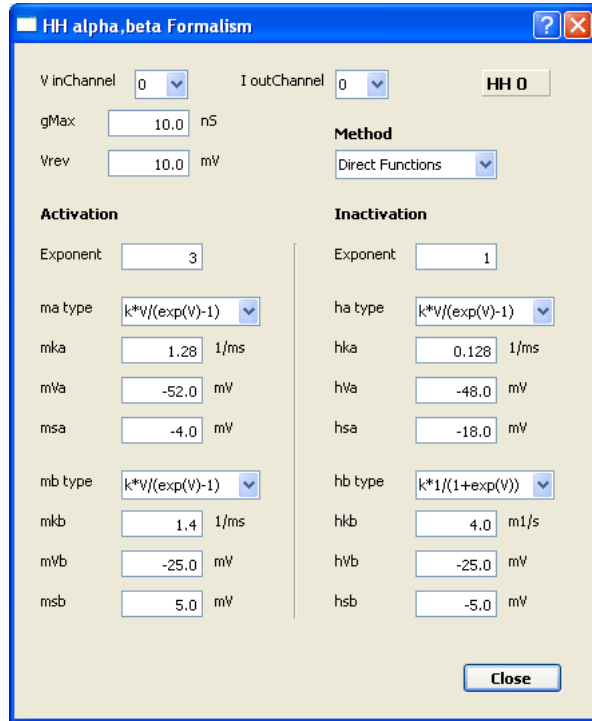 HH alpha,beta Formalism
V inChannel 0 I outChannel 0 HH 0
gMax 10.0 nS
Method
Vrev 10.0 mV
Direct Functions
Activation Inactivation
Exponent 3 Exponent 1
ma type k*V/(exp(V)-1) ha type k*V/(exp(V)-1)
mka 1.28 1/ms hka 0.128 1/ms
mVa -52.0 mV hVa -48.0 mV
msa -4.0 mV hsa -18.0 mV
mb type k*V/(exp(V)-1) hb type k*1/(1+exp(V))
mkb 1.4 1/ms hkb 4.0 m1/s
mVb -25.0 mV hVb -25.0 mV
msb 5.0 mV hsb -5.0 mV
Close